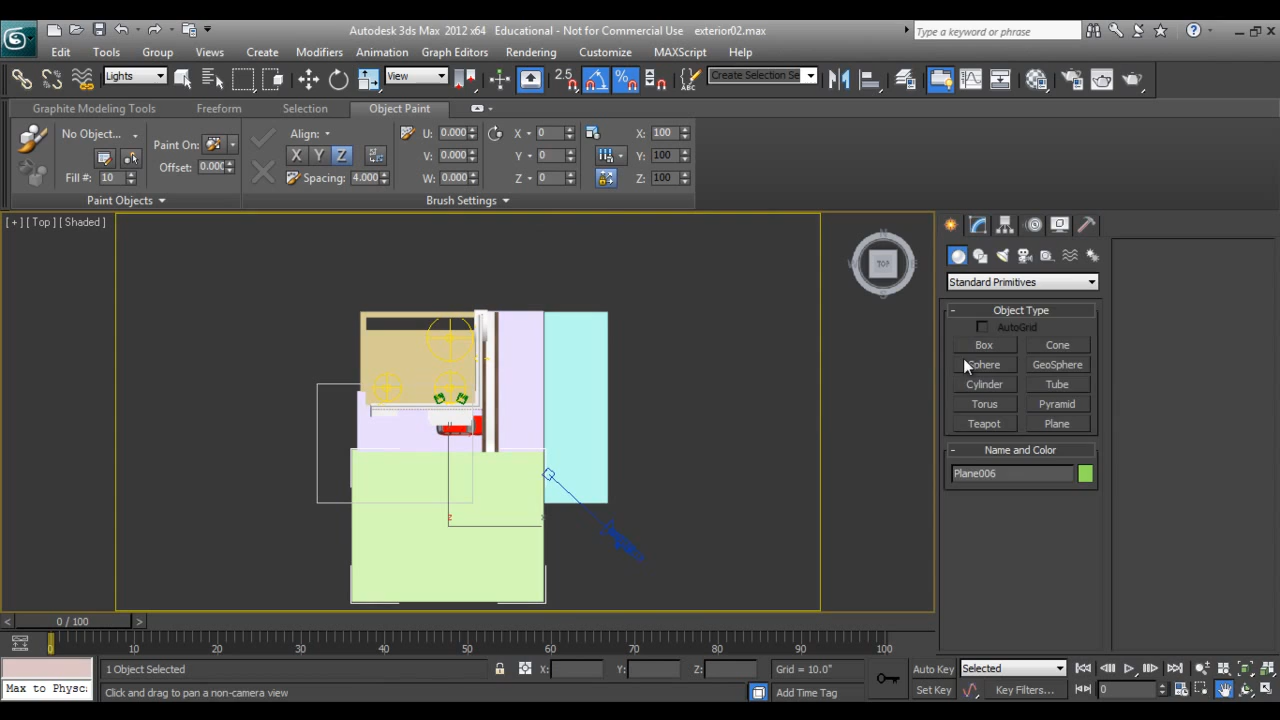 Autodesk 3ds Max 2012 x64 Educational - Not for Commercial Use exterior02.max
Type a keyword or phrase
Edit Tools Group Views Create Modifiers Animation Graph Editors Rendering Customize MAXScript Help
Lights View 2.5 Create Selection Se
Graphite Modeling Tools Freeform Selection Object Paint
No Object... Paint On: Align: U: 0.000 X 0 X: 100
X Y Z V: 0.000 Y 0 Y: 100
Fill #: 10 Offset: 0.000 Spacing: 4.000 W: 0.000 Z 0 Z: 100
Paint Objects Brush Settings
[ + ] [ Top ] [ Shaded ]
TOP
Standard Primitives
- Object Type
AutoGrid
Box Cone
Sphere GeoSphere
Cylinder Tube
Torus Pyramid
Teapot Plane
- Name and Color
Plane006
< 0 / 100 >
0 10 20 30 40 50 60 70 80 90 100
1 Object Selected X: Y: Z: Grid = 10.0" Auto Key Selected
Max to Physc: Click and drag to pan a non-camera view Add Time Tag Set Key Key Filters... 0